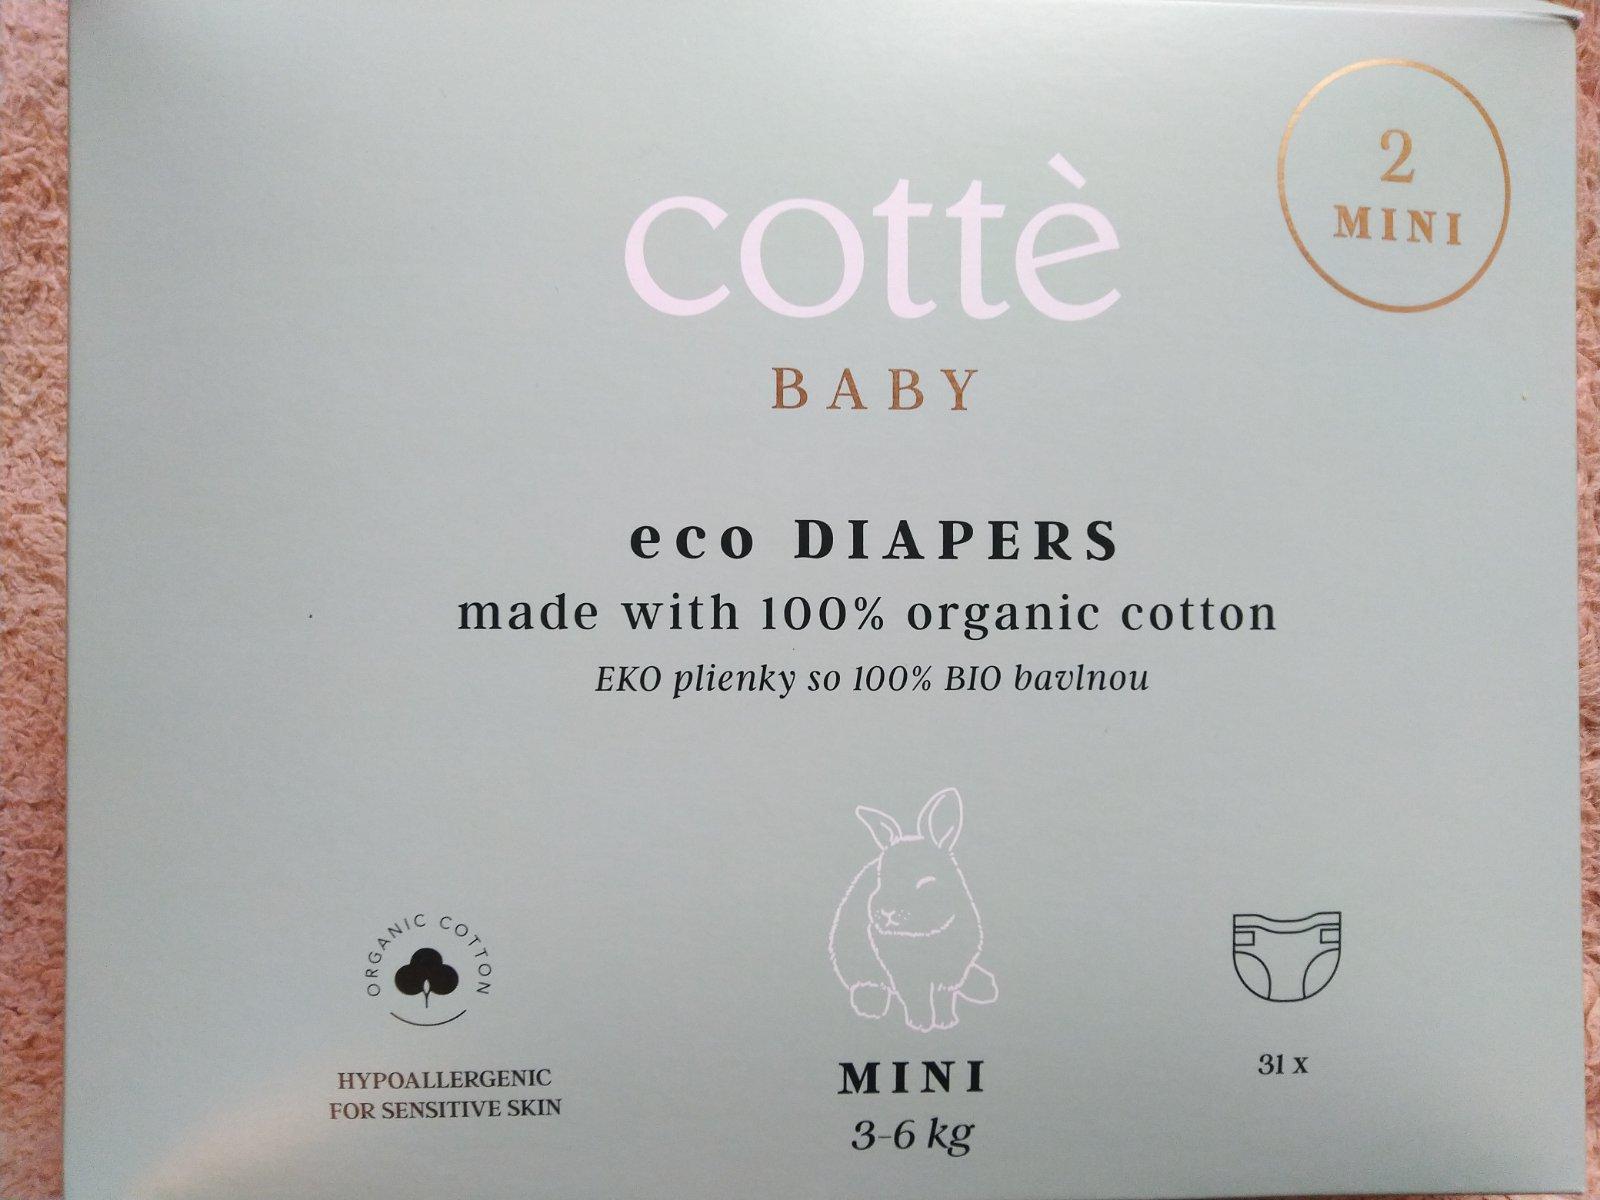 2
MINI
cottè
BABY
eco DIAPERS
made with 100% organic cotton
EKO plienky so 100% BIO bavlnou
ORGANIC COTTON
HYPOALLERGENIC
FOR SENSITIVE SKIN
MINI
3-6 kg
31 x